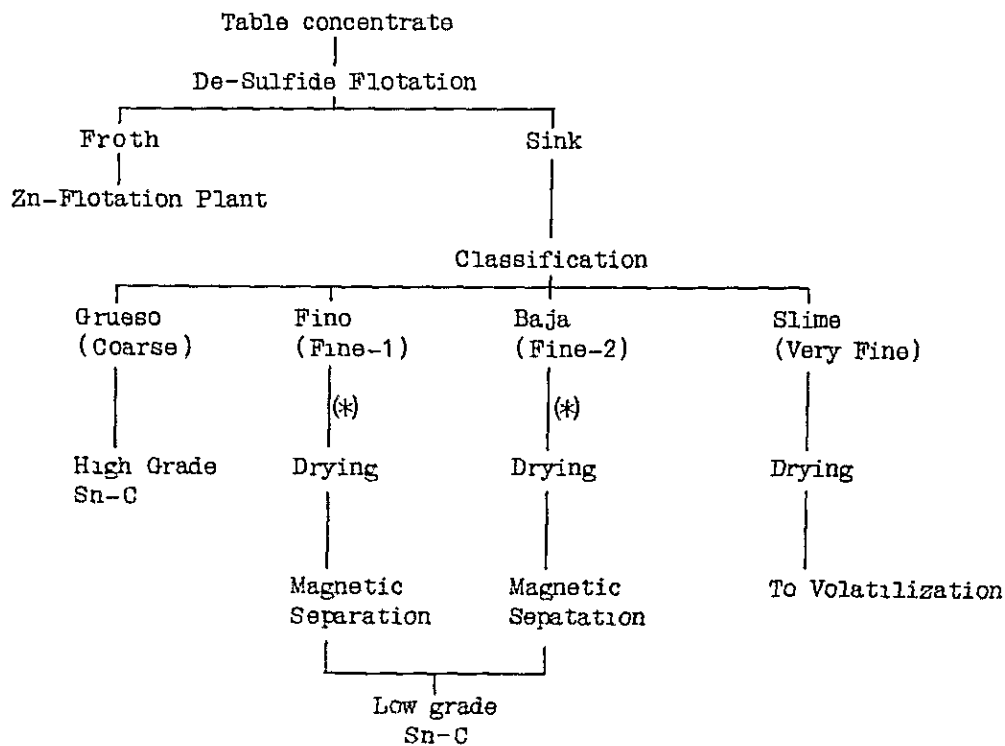 Table concentrate
De-Sulfide Flotation
Froth
Sink
Zn-Flotation Plant
Classification
Grueso
(Coarse)
Fino
(Fine-1)
Baja
(Fine-2)
Slime
(Very Fine)
(*)
(*)
High Grade
Sn-C
Drying
Drying
Drying
Magnetic
Separation
Magnetic
Sepatation
To Volatilization
Low grade
Sn-C